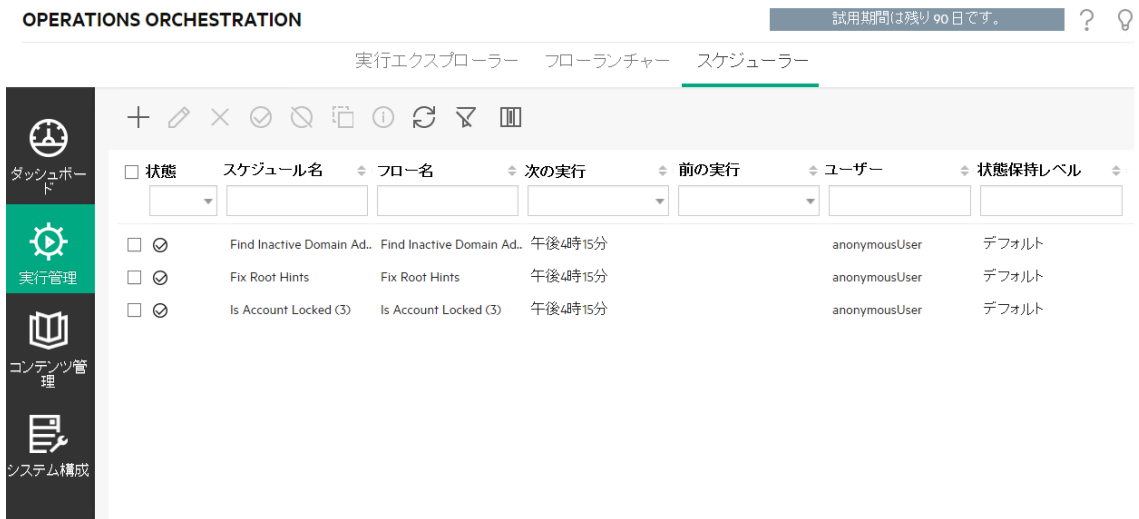 OPERATIONS ORCHESTRATION 試用期間は残り 90 日です。
実行エクスプローラー フローランチャー スケジューラー
ダッシュボー
ド
実行管理
コンテンツ管
理
システム構成
状態 スケジュール名 フロー名 次の実行 前の実行 ユーザー 状態保持レベル
Find Inactive Domain Ad.. Find Inactive Domain Ad.. 午後4時15分 anonymousUser デフォルト
Fix Root Hints Fix Root Hints 午後4時15分 anonymousUser デフォルト
Is Account Locked (3) Is Account Locked (3) 午後4時15分 anonymousUser デフォルト